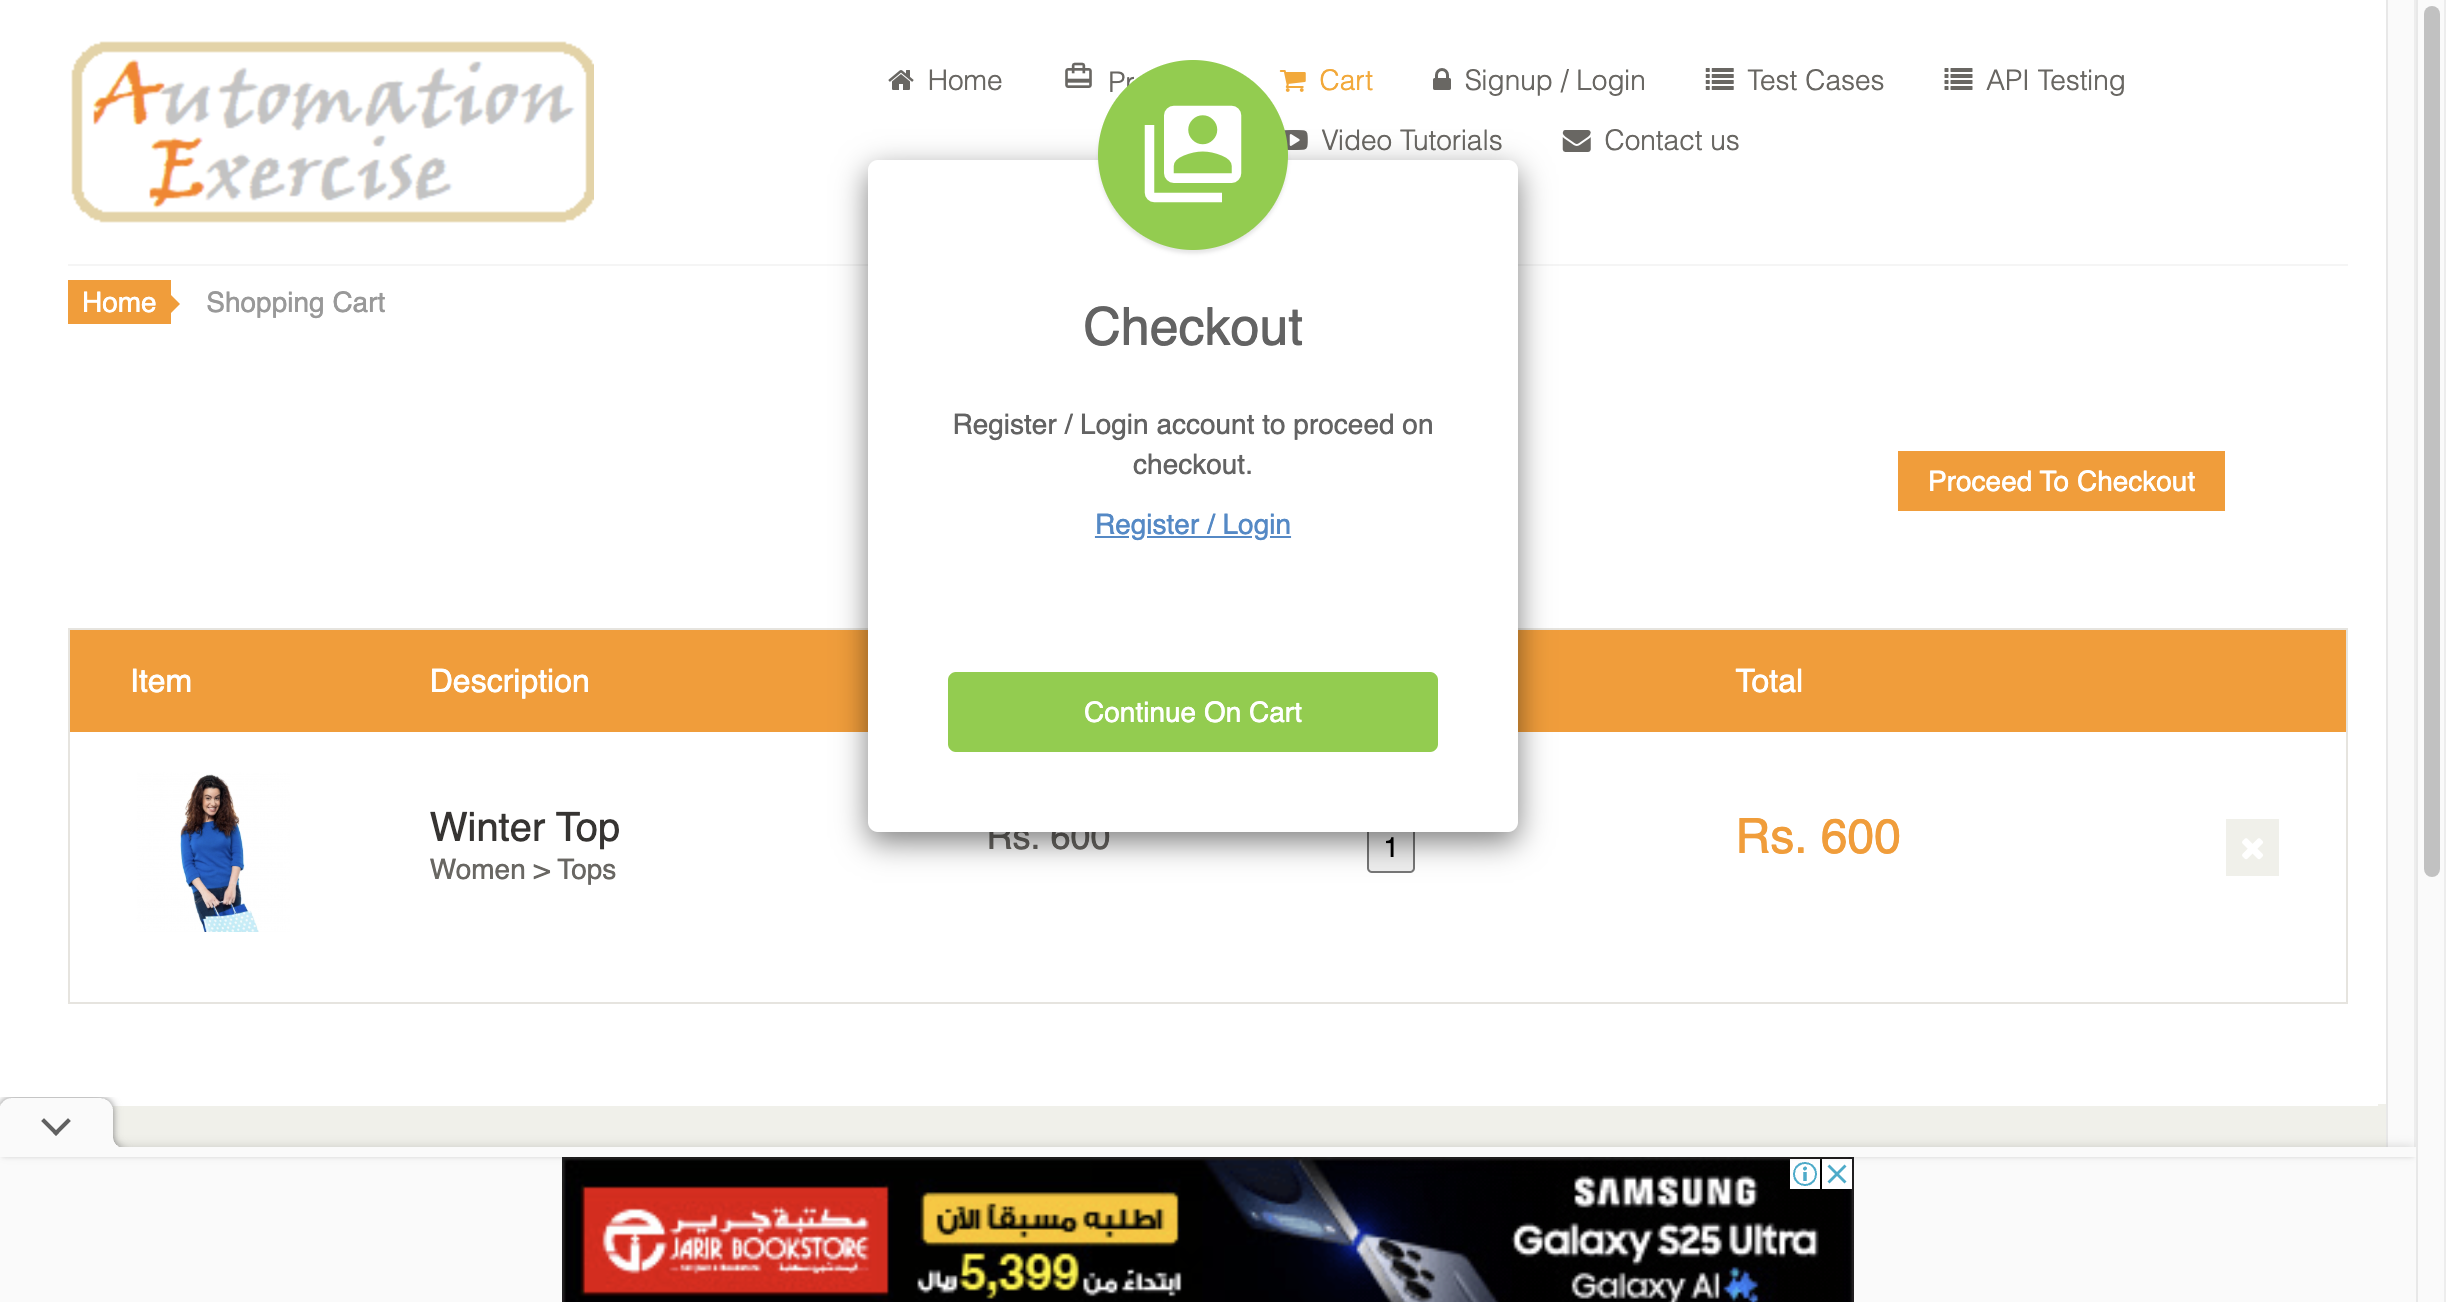 Automation
Exercise
Home
Cart
Signup / Login
Test Cases
API Testing
Video Tutorials
Contact us
Home
Shopping Cart
Checkout
Register / Login account to proceed on
checkout.
Register / Login
Continue On Cart
Proceed To Checkout
Item
Description
Total
Winter Top
Women > Tops
Rs. 600
1
Rs. 600
مكتبة جرير
JARIR BOOKSTORE
اطلبه مسبقاً الآن
ابتداءً من 5,399 ريال
SAMSUNG
Galaxy S25 Ultra
Galaxy AI